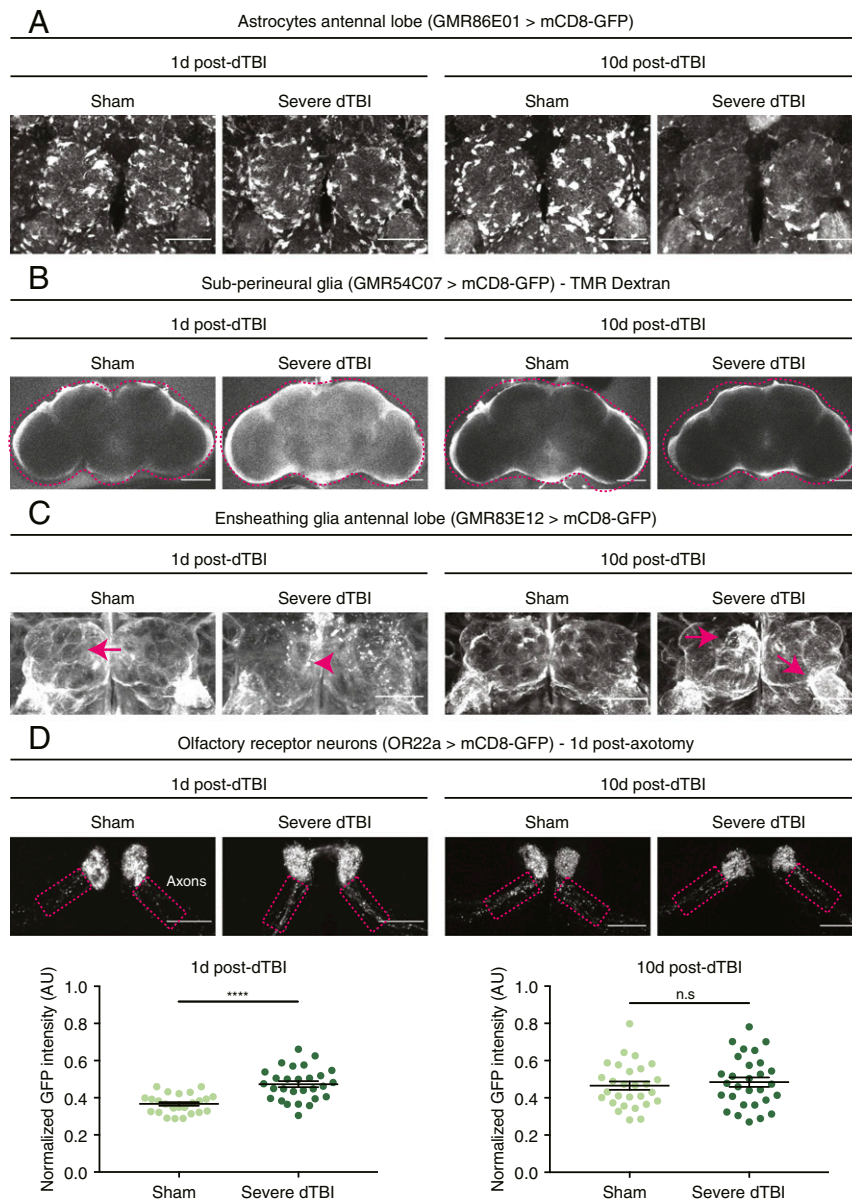 A
Astrocytes antennal lobe (GMR86E01 > mCD8-GFP)
1d post-dTBI
10d post-dTBI
Sham
Severe dTBI
Sham
Severe dTBI
B
Sub-perineural glia (GMR54C07 > mCD8-GFP) - TMR Dextran
1d post-dTBI
10d post-dTBI
Sham
Severe dTBI
Sham
Severe dTBI
C
Ensheathing glia antennal lobe (GMR83E12 > mCD8-GFP)
1d post-dTBI
10d post-dTBI
Sham
Severe dTBI
Sham
Severe dTBI
D
Olfactory receptor neurons (OR22a > mCD8-GFP) - 1d post-axotomy
1d post-dTBI
10d post-dTBI
Sham
Severe dTBI
Sham
Severe dTBI
Axons
1d post-dTBI
Normalized GFP intensity (AU)
1.0
0.8
0.6
0.4
0.2
0.0
****
Sham
Severe dTBI
10d post-dTBI
Normalized GFP intensity (AU)
1.0
0.8
0.6
0.4
0.2
0.0
n.s
Sham
Severe dTBI